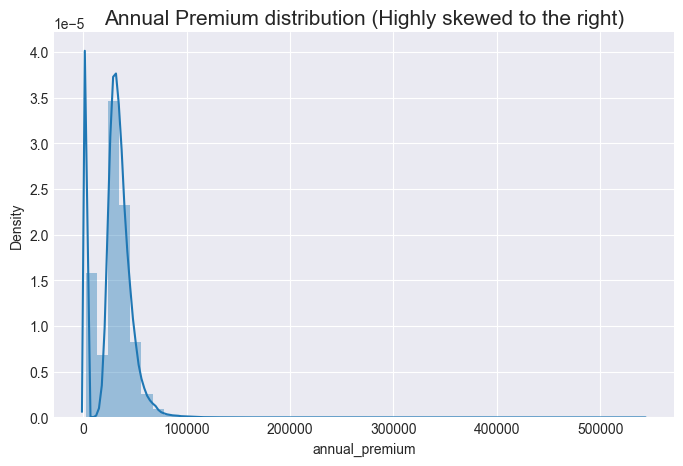 Annual Premium distribution (Highly skewed to the right)
1e−5
4.0
3.5
3.0
2.5
2.0
1.5
1.0
0.5
0.0
Density
0 100000 200000 300000 400000 500000
annual_premium